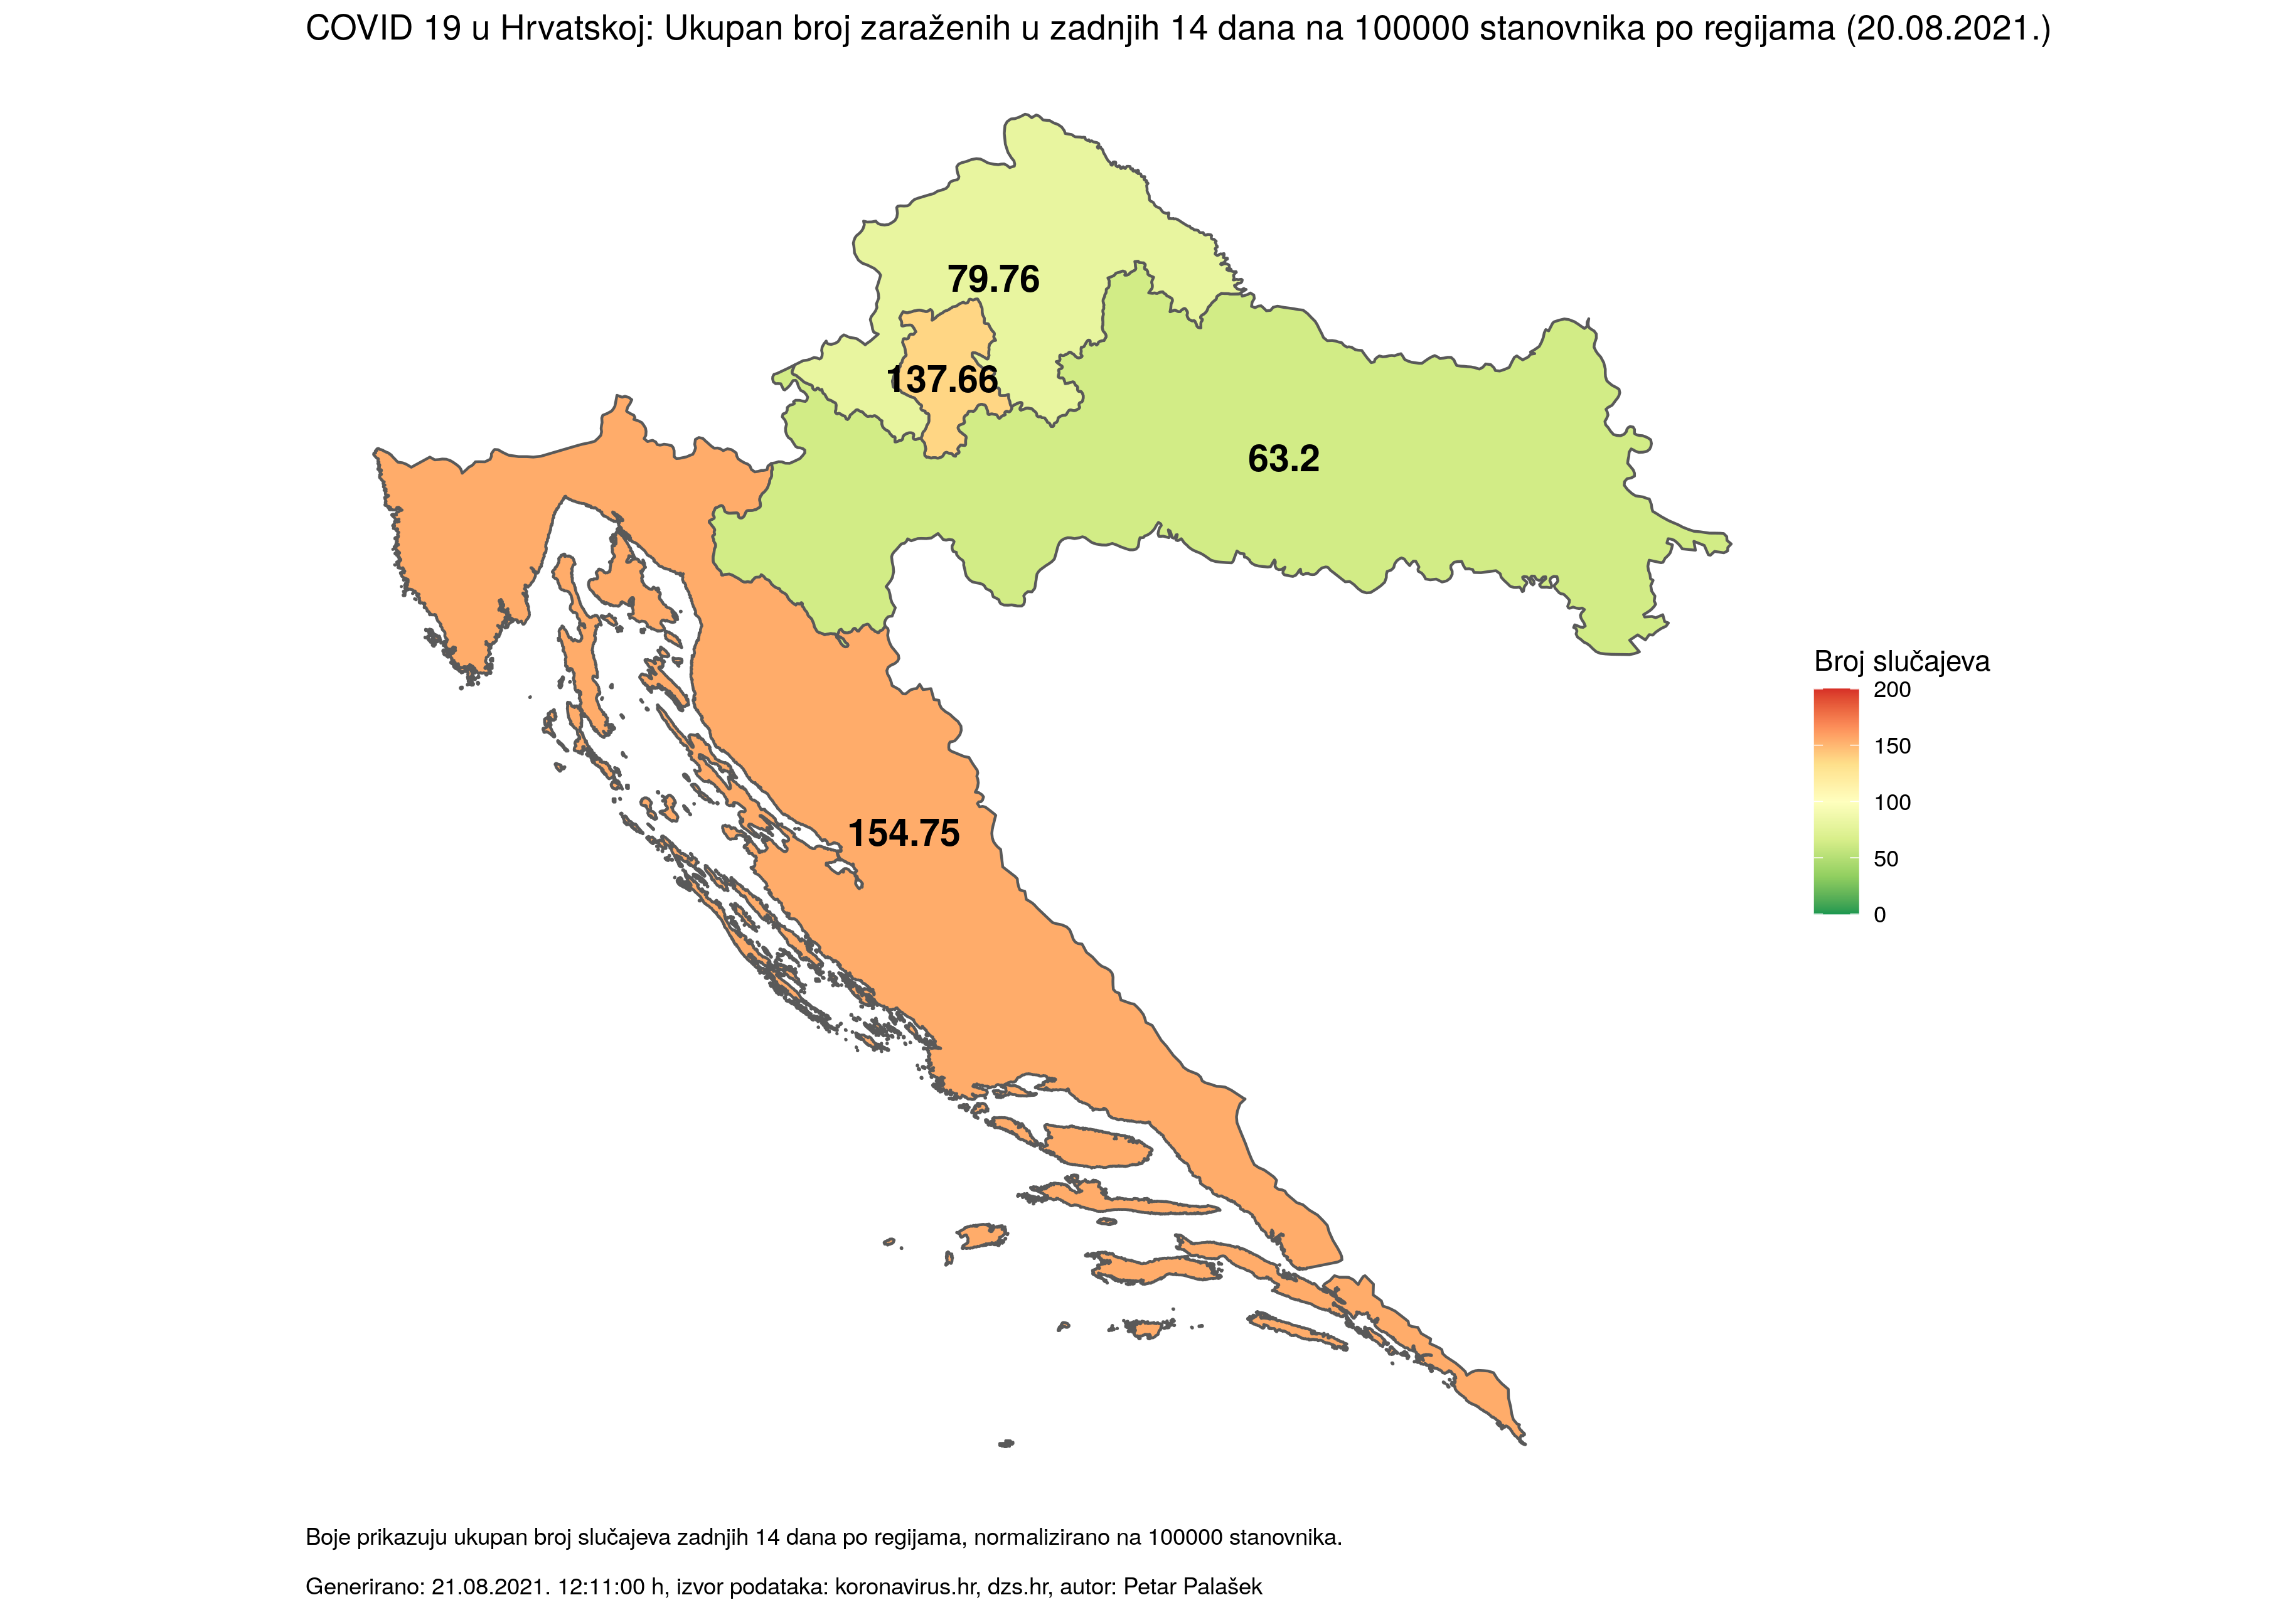 COVID 19 u Hrvatskoj: Ukupan broj zaraženih u zadnjih 14 dana na 100000 stanovnika po regijama (20.08.2021.)
79.76
137.66
63.2
154.75
Broj slučajeva
200
150
100
50
0
Boje prikazuju ukupan broj slučajeva zadnjih 14 dana po regijama, normalizirano na 100000 stanovnika.
Generirano: 21.08.2021. 12:11:00 h, izvor podataka: koronavirus.hr, dzs.hr, autor: Petar Palašek